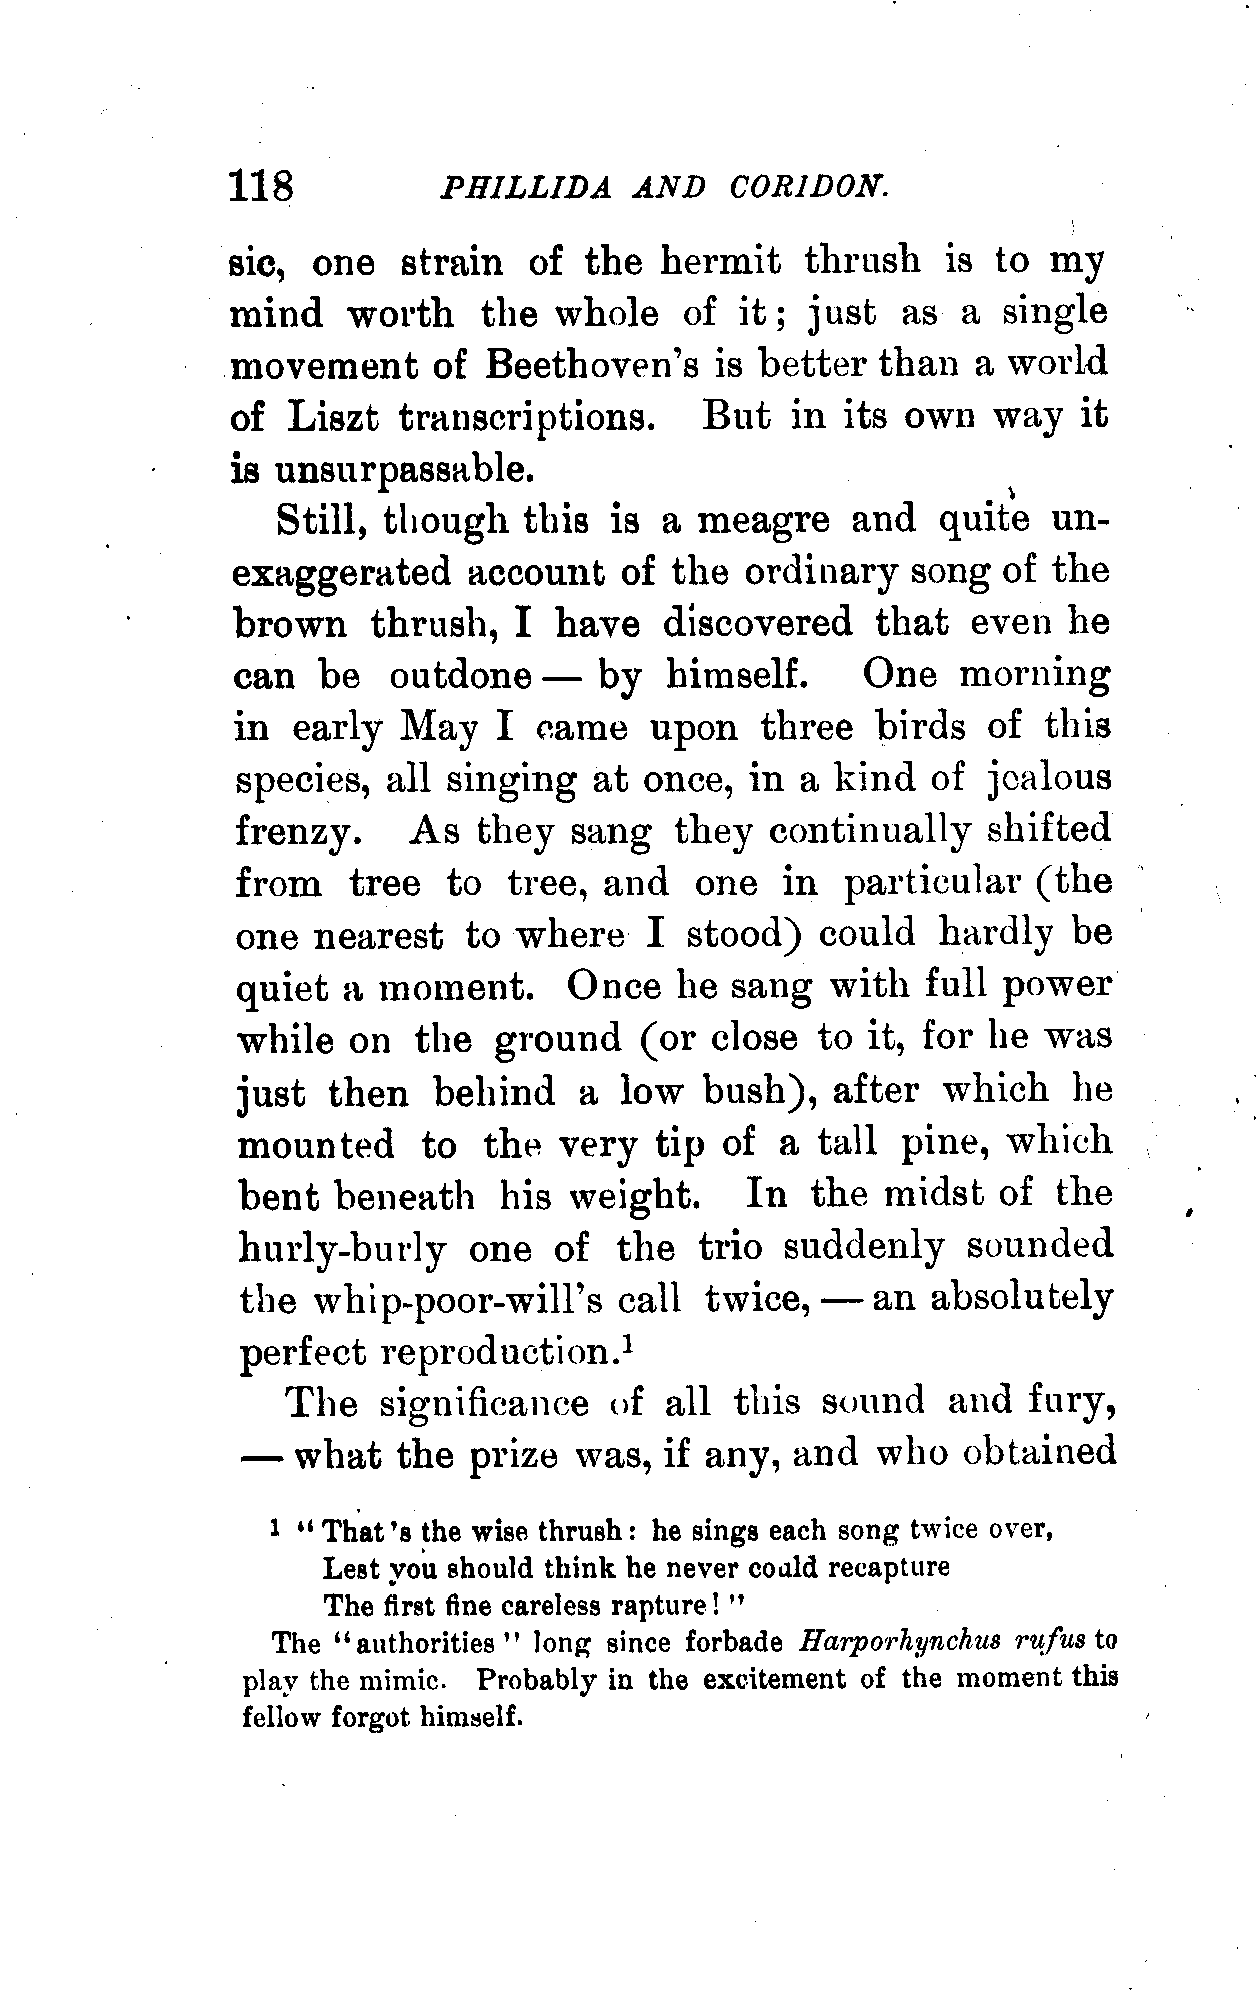 118 PHILLIDA AND CORIDON.
sic, one strain of the hermit thrush is to my
mind worth the whole of it; just as a single
movement of Beethoven's is better than a world
of Liszt transcriptions. But in its own way it
is unsurpassable.
Still, though this is a meagre and quite un-
exaggerated account of the ordinary song of the
brown thrush, I have discovered that even he
can be outdone — by himself. One morning
in early May I came upon three birds of this
species, all singing at once, in a kind of jealous
frenzy. As they sang they continually shifted
from tree to tree, and one in particular (the
one nearest to where I stood) could hardly be
quiet a moment. Once he sang with full power
while on the ground (or close to it, for he was
just then behind a low bush), after which he
mounted to the very tip of a tall pine, which
bent beneath his weight. In the midst of the
hurly-burly one of the trio suddenly sounded
the whip-poor-will's call twice, — an absolutely
perfect reproduction.¹
The significance of all this sound and fury,
— what the prize was, if any, and who obtained
¹ "That's the wise thrush: he sings each song twice over,
Lest you should think he never could recapture
The first fine careless rapture!"
The "authorities" long since forbade Harporhynchus rufus to
play the mimic. Probably in the excitement of the moment this
fellow forgot himself.